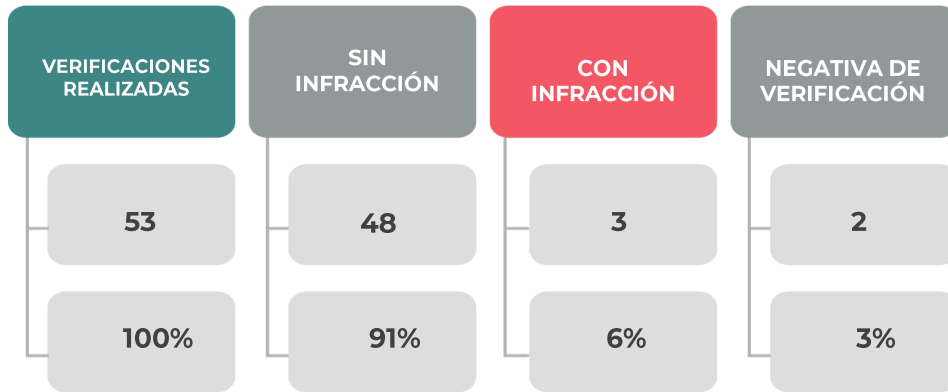 VERIFICACIONES
REALIZADAS
53
100%
SIN
INFRACCIÓN
48
91%
CON
INFRACCIÓN
3
6%
NEGATIVA DE
VERIFICACIÓN
2
3%